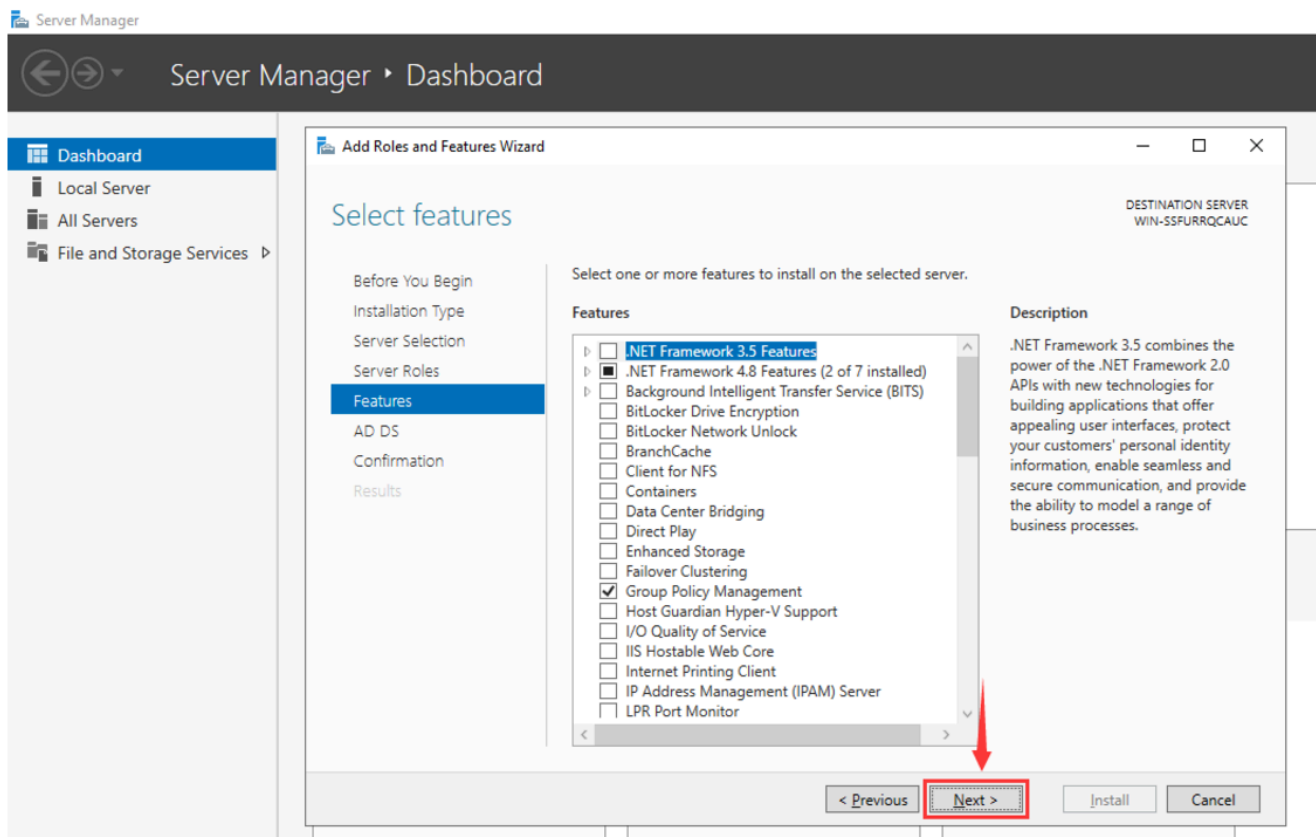 Server Manager
Server Manager ‣ Dashboard
Dashboard
Local Server
All Servers
File and Storage Services
Add Roles and Features Wizard
Select features
DESTINATION SERVER
WIN-SSFURRQCAUC
Before You Begin
Installation Type
Server Selection
Server Roles
Features
AD DS
Confirmation
Results
Select one or more features to install on the selected server.
Features
.NET Framework 3.5 Features
.NET Framework 4.8 Features (2 of 7 installed)
Background Intelligent Transfer Service (BITS)
BitLocker Drive Encryption
BitLocker Network Unlock
BranchCache
Client for NFS
Containers
Data Center Bridging
Direct Play
Enhanced Storage
Failover Clustering
Group Policy Management
Host Guardian Hyper-V Support
I/O Quality of Service
IIS Hostable Web Core
Internet Printing Client
IP Address Management (IPAM) Server
LPR Port Monitor
Description
.NET Framework 3.5 combines the
power of the .NET Framework 2.0
APIs with new technologies for
building applications that offer
appealing user interfaces, protect
your customers' personal identity
information, enable seamless and
secure communication, and provide
the ability to model a range of
business processes.
< Previous
Next >
Install
Cancel